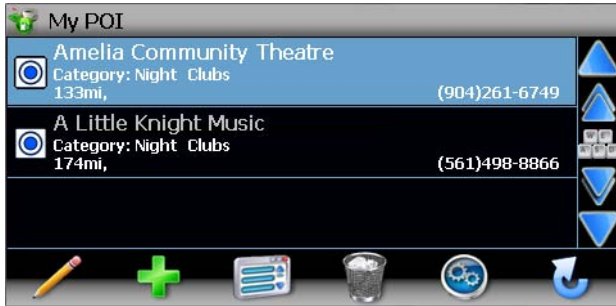 My POI
Amelia Community Theatre
Category: Night Clubs
133mi, (904)261-6749
A Little Knight Music
Category: Night Clubs
174mi, (561)498-8866